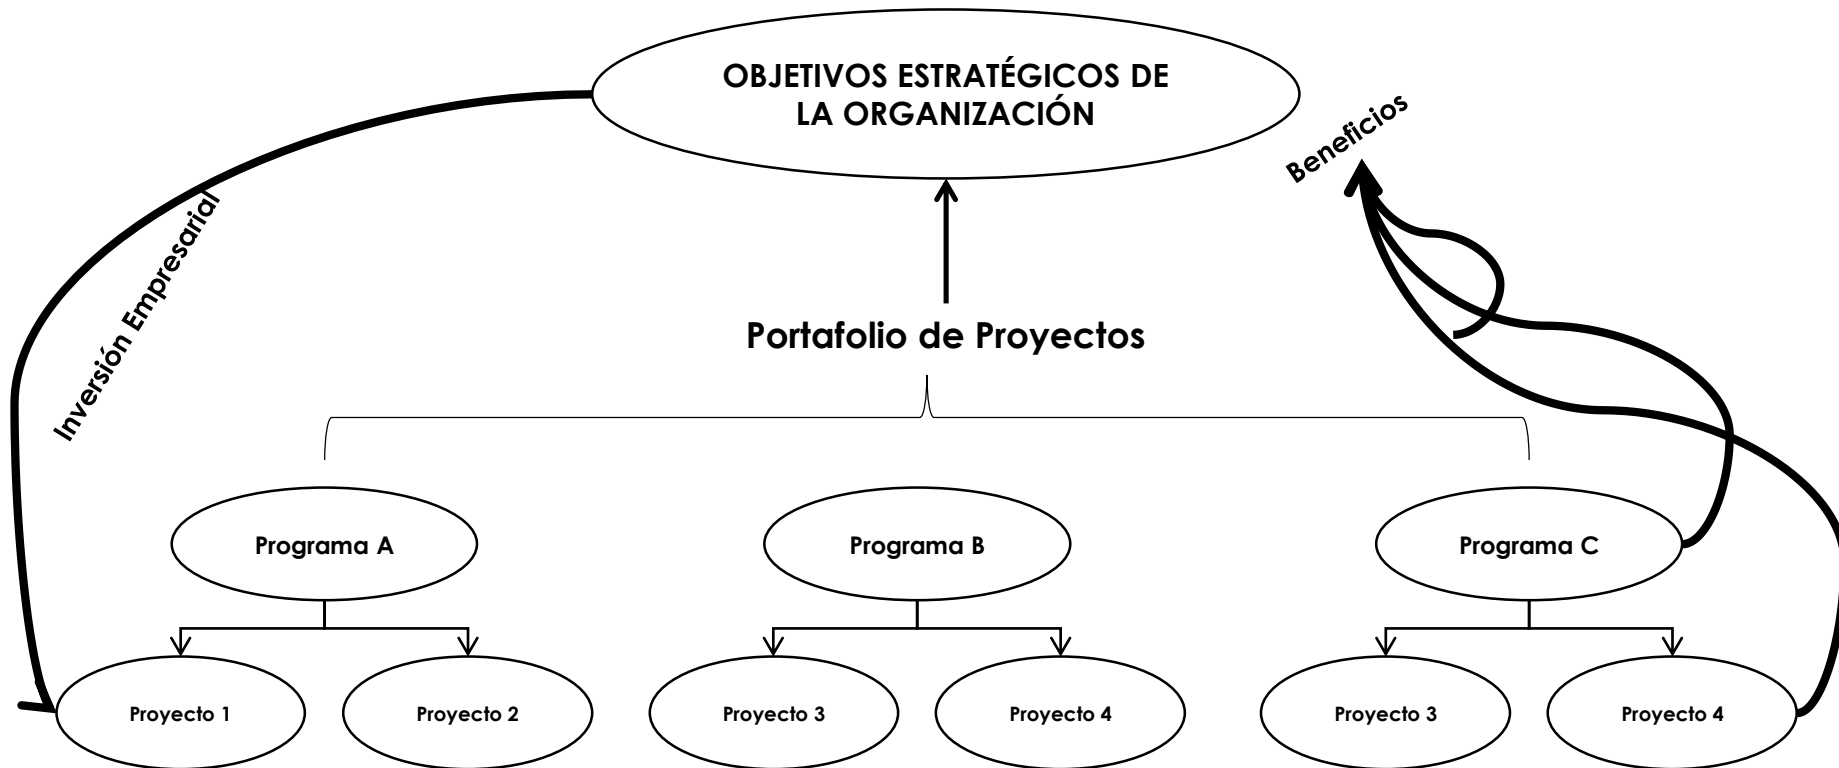 OBJETIVOS ESTRATÉGICOS DE
LA ORGANIZACIÓN
Beneficios
Inversión Empresarial
Portafolio de Proyectos
Programa A
Programa B
Programa C
Proyecto 1
Proyecto 2
Proyecto 3
Proyecto 4
Proyecto 3
Proyecto 4